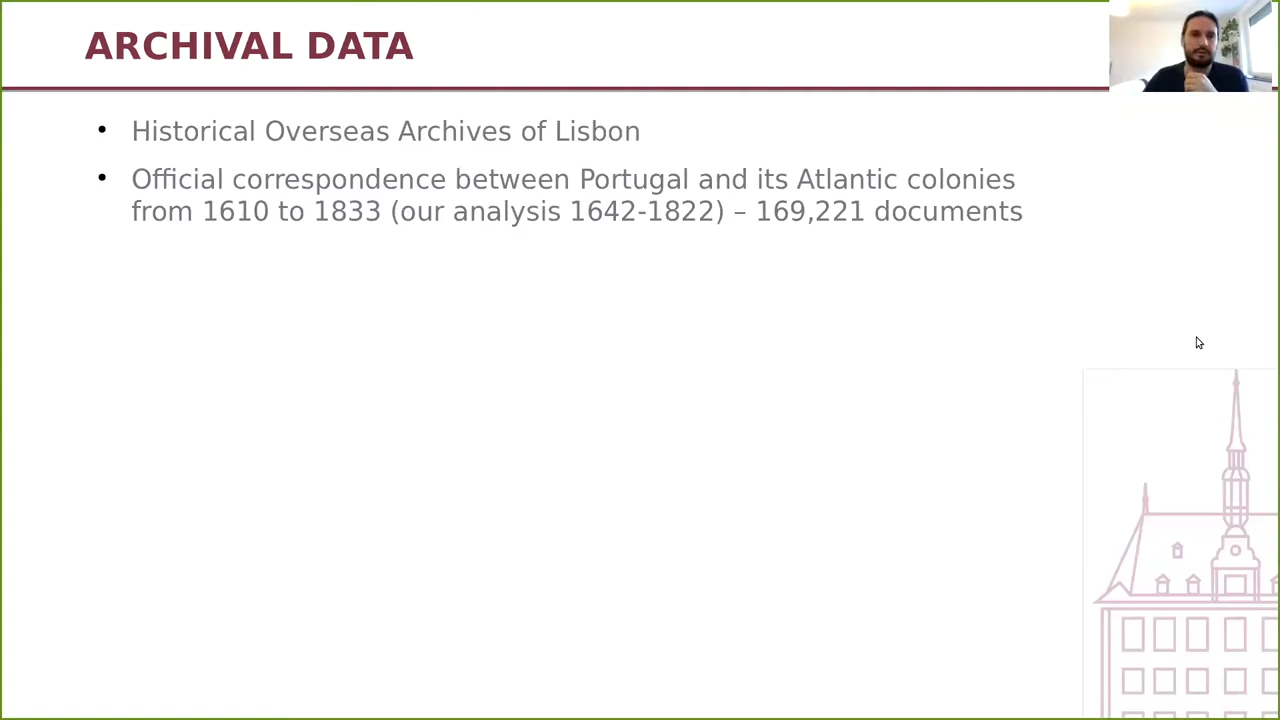 ARCHIVAL DATA
• Historical Overseas Archives of Lisbon
• Official correspondence between Portugal and its Atlantic colonies
from 1610 to 1833 (our analysis 1642-1822) – 169,221 documents